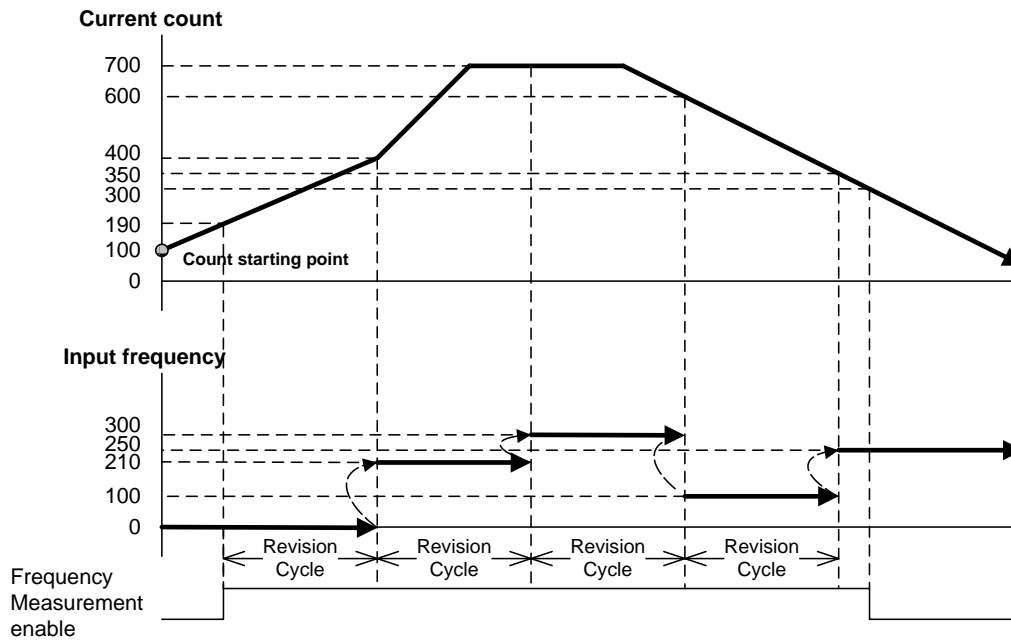 Current count
700
600
400
350
300
190
100
Count starting point
0
Input frequency
300
250
210
100
0
Revision
Cycle
Revision
Cycle
Revision
Cycle
Revision
Cycle
Frequency
Measurement
enable